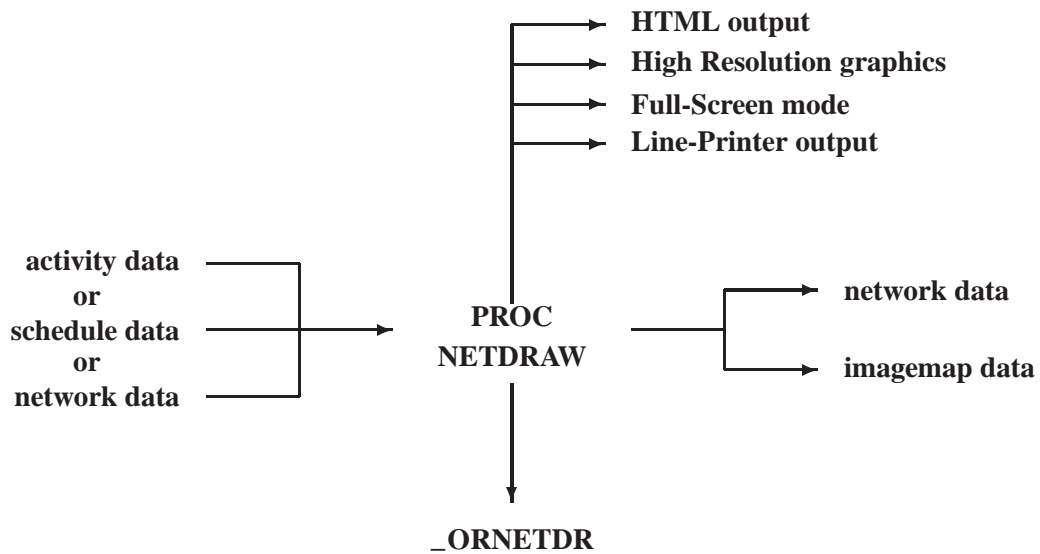 HTML output
High Resolution graphics
Full-Screen mode
Line-Printer output
activity data
or
schedule data
or
network data
PROC
NETDRAW
network data
imagemap data
_ORNETDR